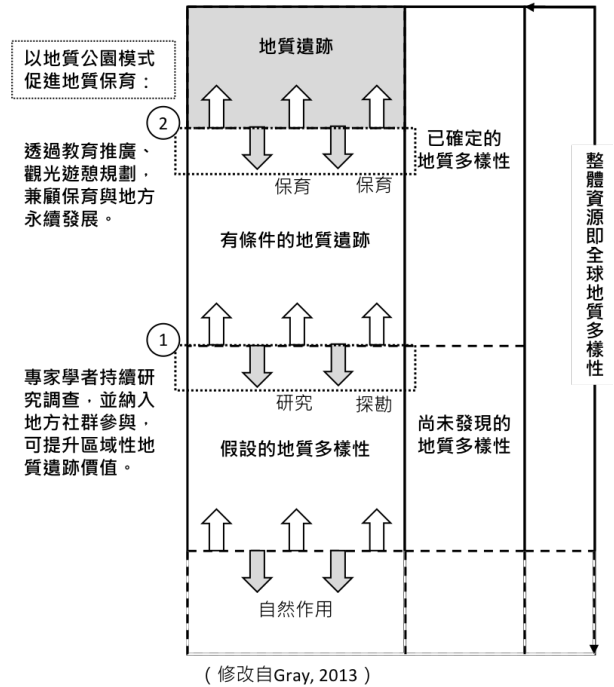 以地質公園模式
促進地質保育：
地質遺跡
2
透過教育推廣、
觀光遊憩規劃，
兼顧保育與地方
永續發展。
保育
保育
已確定的
地質多樣性
有條件的地質遺跡
整體資源即全球地質多樣性
1
專家學者持續研
究調查，並納入
地方社群參與，
可提升區域性地
質遺跡價值。
研究
探勘
假設的地質多樣性
尚未發現的
地質多樣性
自然作用
（修改自Gray, 2013）